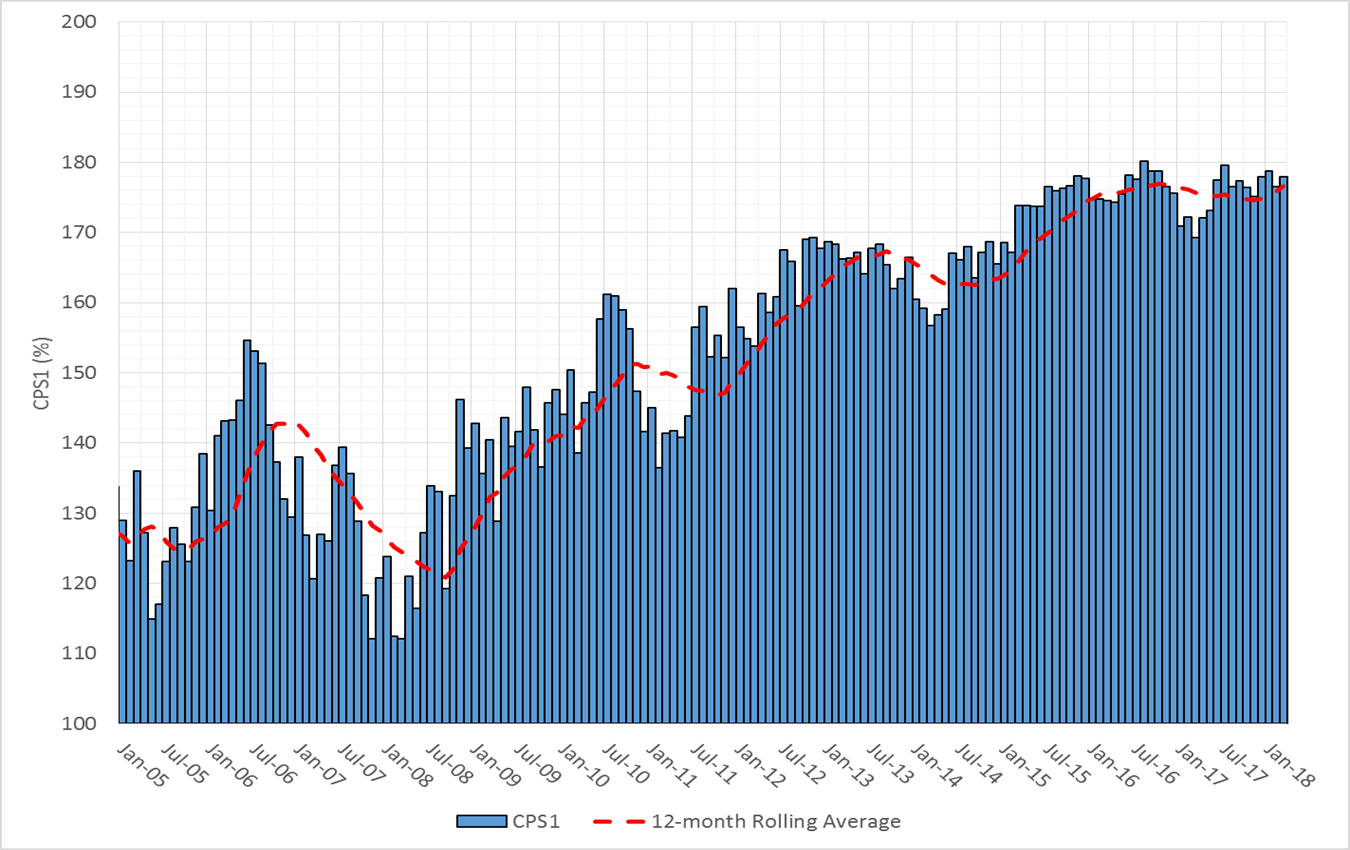 200
190
180
170
160
150
140
130
120
110
100
CPS1 (%)
Jan-05
Jul-05
Jan-06
Jul-06
Jan-07
Jul-07
Jan-08
Jul-08
Jan-09
Jul-09
Jan-10
Jul-10
Jan-11
Jul-11
Jan-12
Jul-12
Jan-13
Jul-13
Jan-14
Jul-14
Jan-15
Jul-15
Jan-16
Jul-16
Jan-17
Jul-17
Jan-18
CPS1
12-month Rolling Average